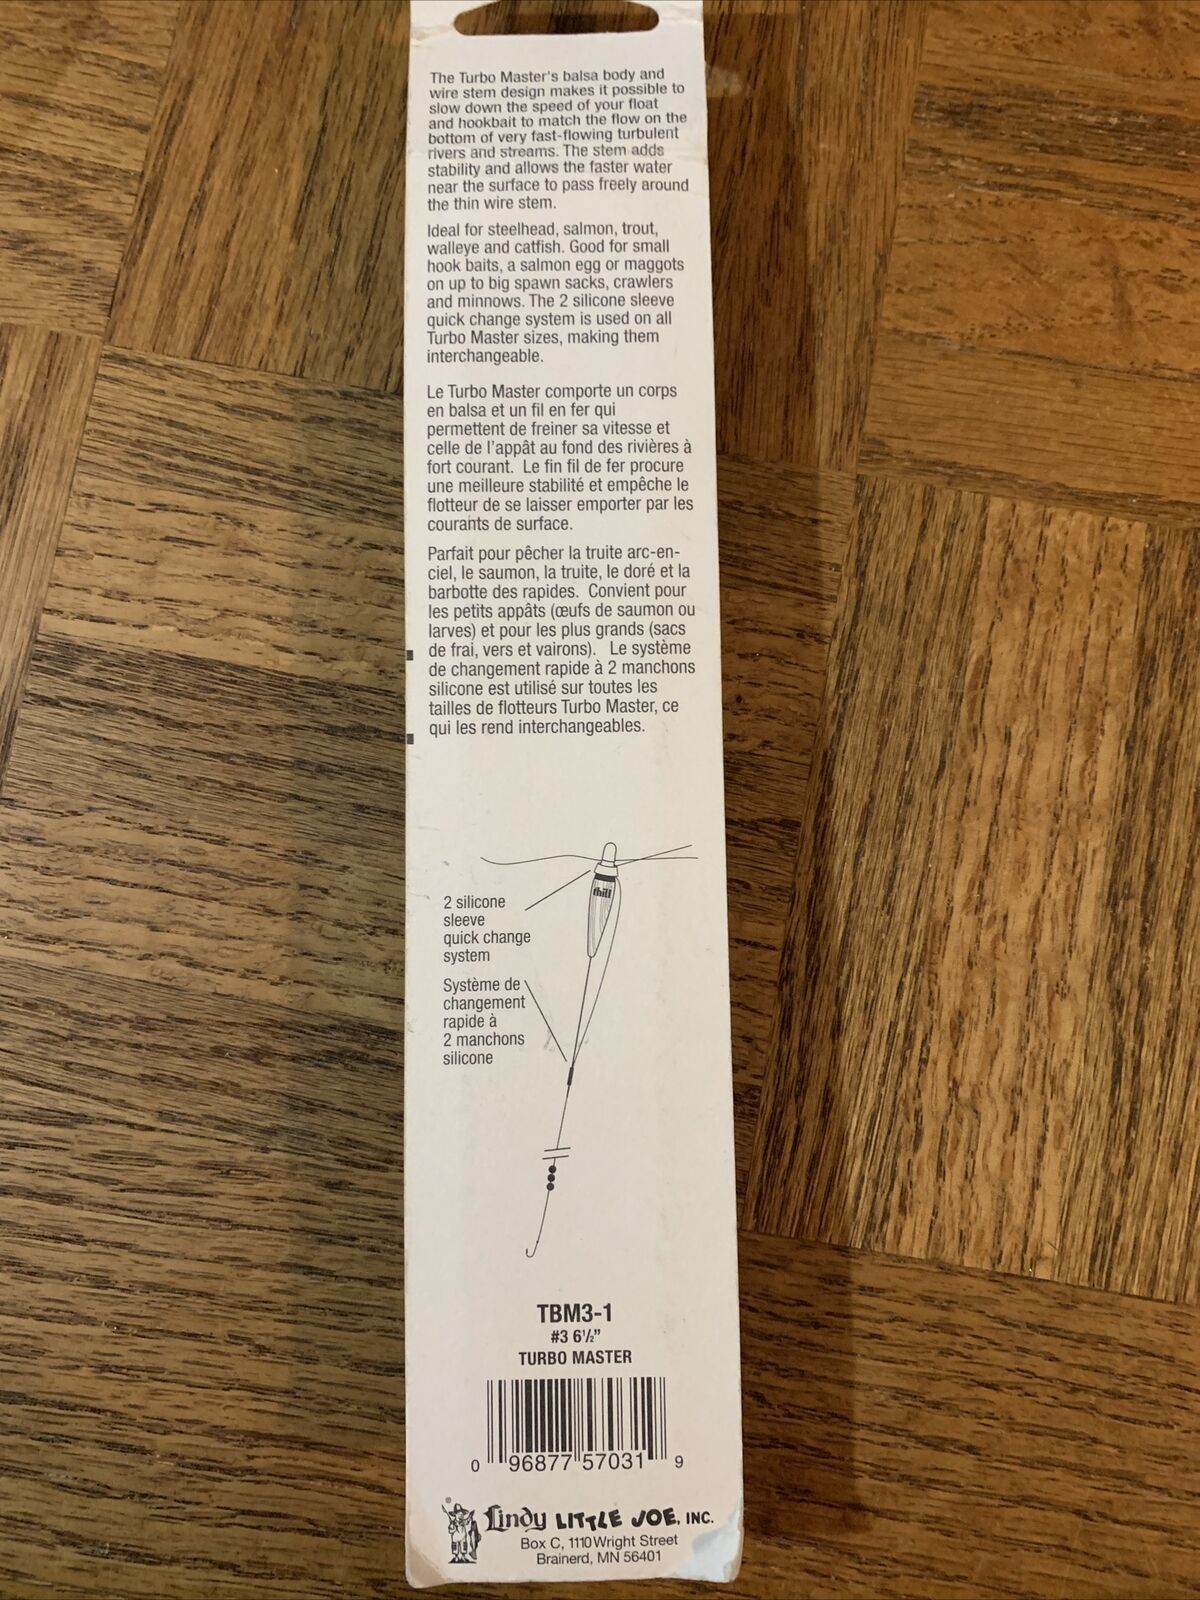 The Turbo Master's balsa body and
wire stem design makes it possible to
slow down the speed of your float
and hookbait to match the flow on the
bottom of very fast-flowing turbulent
rivers and streams. The stem adds
stability and allows the faster water
near the surface to pass freely around
the thin wire stem.
Ideal for steelhead, salmon, trout,
walleye and catfish. Good for small
hook baits, a salmon egg or maggots
on up to big spawn sacks, crawlers
and minnows. The 2 silicone sleeve
quick change system is used on all
Turbo Master sizes, making them
interchangeable.
Le Turbo Master comporte un corps
en balsa et un fil en fer qui
permettent de freiner sa vitesse et
celle de l'appât au fond des rivières à
fort courant. Le fin fil de fer procure
une meilleure stabilité et empêche le
flotteur de se laisser emporter par les
courants de surface.
Parfait pour pêcher la truite arc-en-
ciel, le saumon, la truite, le doré et la
barbotte des rapides. Convient pour
les petits appâts (œufs de saumon ou
larves) et pour les plus grands (sacs
de frai, vers et vairons). Le système
de changement rapide à 2 manchons
silicone est utilisé sur toutes les
tailles de flotteurs Turbo Master, ce
qui les rend interchangeables.
thill
2 silicone
sleeve
quick change
system
Système de
changement
rapide à
2 manchons
silicone
TBM3-1
#3 6½"
TURBO MASTER
0 96877 57031 9
® Lindy LITTLE JOE, INC.
Box C, 1110 Wright Street
Brainerd, MN 56401